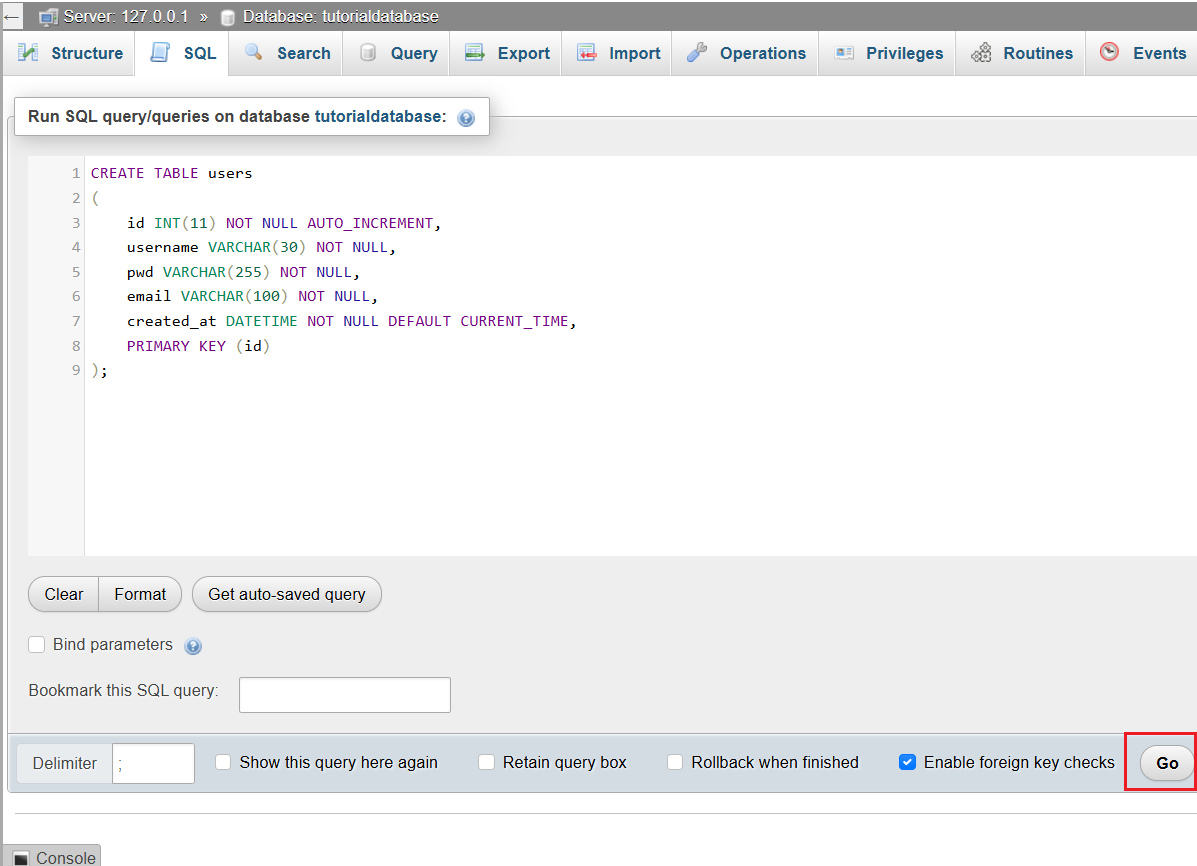 Server: 127.0.0.1 » Database: tutorialdatabase
Structure SQL Search Query Export Import Operations Privileges Routines Events
Run SQL query/queries on database tutorialdatabase:
1 CREATE TABLE users
2 (
3 id INT(11) NOT NULL AUTO_INCREMENT,
4 username VARCHAR(30) NOT NULL,
5 pwd VARCHAR(255) NOT NULL,
6 email VARCHAR(100) NOT NULL,
7 created_at DATETIME NOT NULL DEFAULT CURRENT_TIME,
8 PRIMARY KEY (id)
9 );
Clear Format Get auto-saved query
Bind parameters
Bookmark this SQL query:
Delimiter ; Show this query here again Retain query box Rollback when finished Enable foreign key checks Go
Console